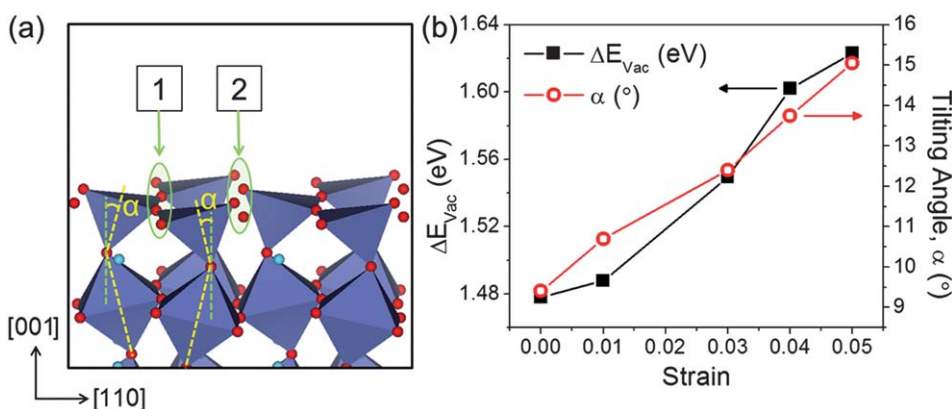 (a)
1
2
α
α
[001]
[110]
(b)
ΔE_Vac (eV)
α (°)
1.64
1.60
1.56
1.52
1.48
ΔE_Vac (eV)
16
15
14
13
12
11
10
9
Tilting Angle, α (°)
0.00 0.01 0.02 0.03 0.04 0.05
Strain